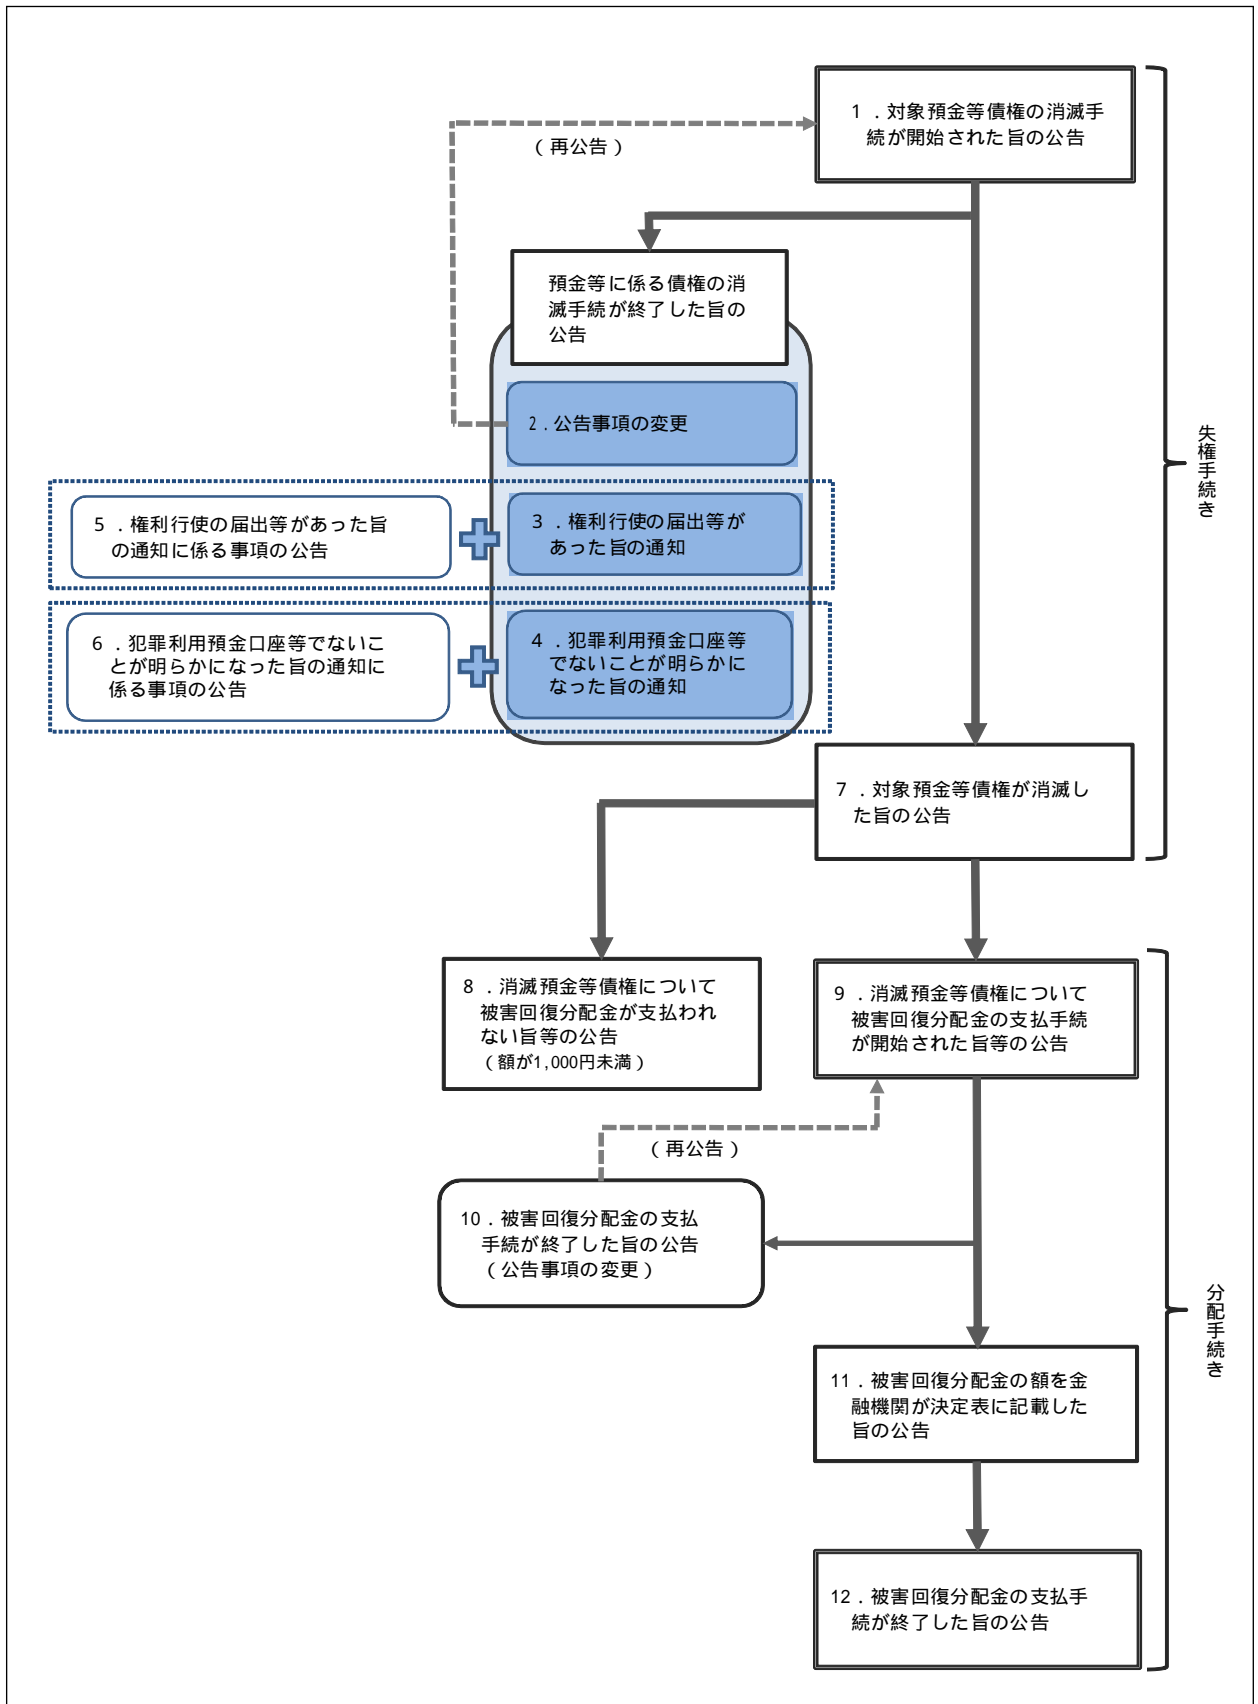 1．対象預金等債権の消滅手
続が開始された旨の公告
（再公告）
預金等に係る債権の消
滅手続が終了した旨の
公告
2．公告事項の変更
失権手続き
5．権利行使の届出等があった旨
の通知に係る事項の公告
3．権利行使の届出等が
あった旨の通知
6．犯罪利用預金口座等でないこ
とが明らかになった旨の通知に
係る事項の公告
4．犯罪利用預金口座等
でないことが明らかに
なった旨の通知
7．対象預金等債権が消滅し
た旨の公告
8．消滅預金等債権について
被害回復分配金が支払われ
ない旨等の公告
（額が1,000円未満）
9．消滅預金等債権について
被害回復分配金の支払手続
が開始された旨等の公告
（再公告）
10．被害回復分配金の支払
手続が終了した旨の公告
（公告事項の変更）
分配手続き
11．被害回復分配金の額を金
融機関が決定表に記載した
旨の公告
12．被害回復分配金の支払手
続が終了した旨の公告